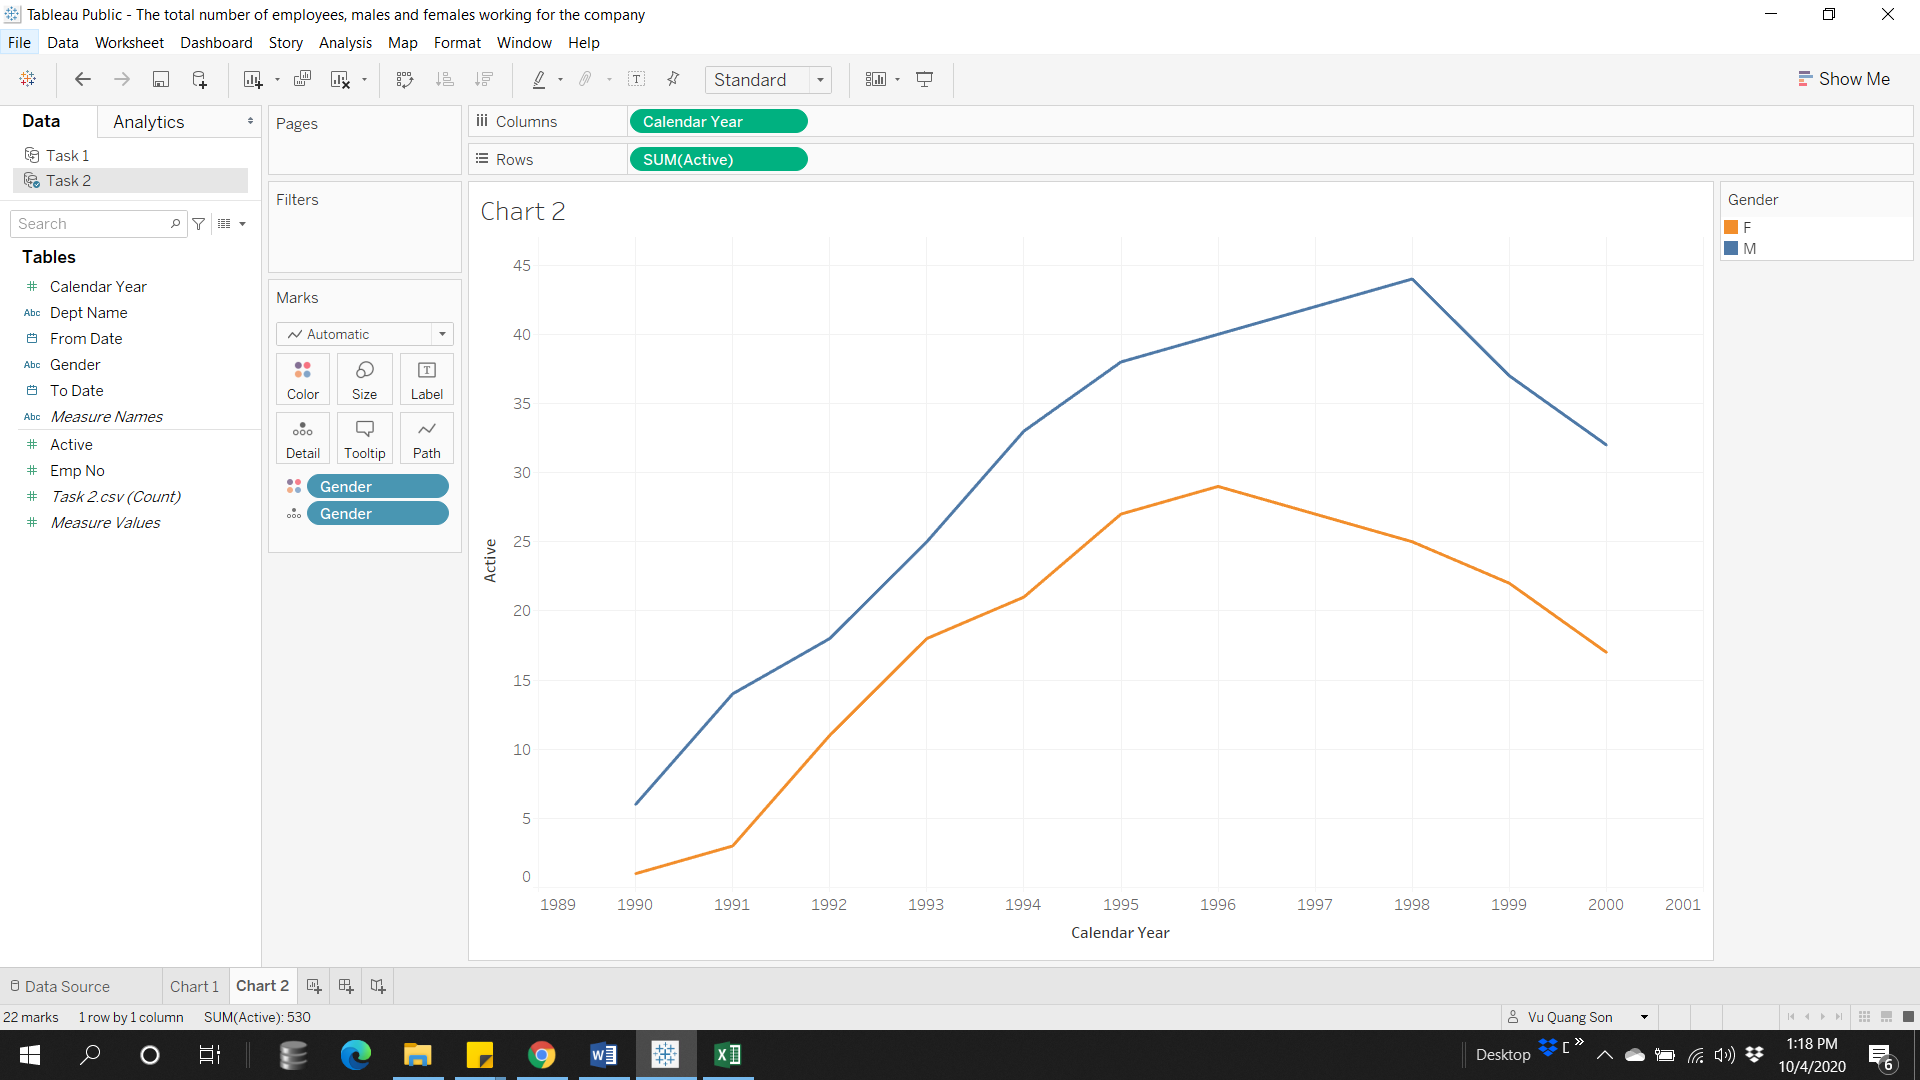 Tableau Public - The total number of employees, males and females working for the company
File Data Worksheet Dashboard Story Analysis Map Format Window Help
Standard
Show Me
Data Analytics
Task 1
Task 2
Search
Tables
Calendar Year
Abc Dept Name
From Date
Abc Gender
To Date
Abc Measure Names
Active
Emp No
Task 2.csv (Count)
Measure Values
Pages
Filters
Marks
Automatic
Color Size Label
Detail Tooltip Path
Gender
Gender
Columns Calendar Year
Rows SUM(Active)
Chart 2
45
40
35
30
25
20
15
10
5
0
Active
1989 1990 1991 1992 1993 1994 1995 1996 1997 1998 1999 2000 2001
Calendar Year
Gender
F
M
Data Source Chart 1 Chart 2
22 marks 1 row by 1 column SUM(Active): 530
Vu Quang Son
Desktop
1:18 PM
10/4/2020
6